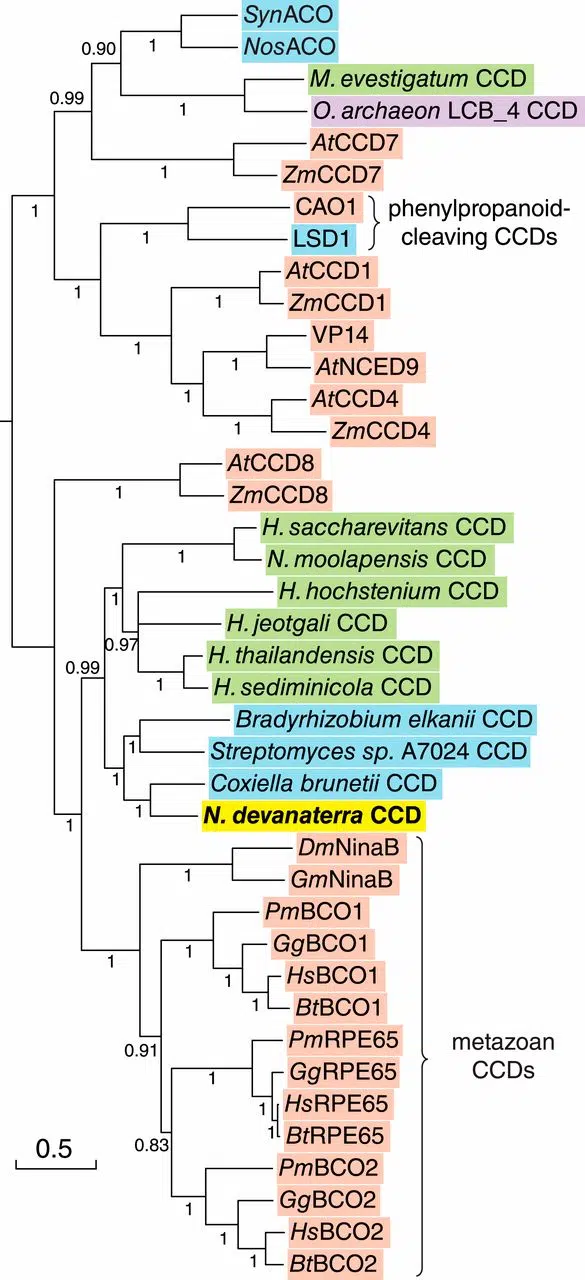 SynACO
0.90
1
NosACO
M. evestigatum CCD
0.99
1
O. archaeon LCB_4 CCD
AtCCD7
1
ZmCCD7
1
CAO1
phenylpropanoid-
cleaving CCDs
1
LSD1
AtCCD1
1
1
ZmCCD1
VP14
1
1
AtNCED9
1
AtCCD4
1
ZmCCD4
AtCCD8
1
ZmCCD8
H. saccharevitans CCD
1
N. moolapensis CCD
H. hochstenium CCD
1
H. jeotgali CCD
0.97
H. thailandensis CCD
0.99
1
H. sediminicola CCD
Bradyrhizobium elkanii CCD
1
Streptomyces sp. A7024 CCD
1
Coxiella brunetii CCD
1
1
N. devanaterra CCD
DmNinaB
1
GmNinaB
PmBCO1
1
1
GgBCO1
1
HsBCO1
1
BtBCO1
PmRPE65
metazoan
CCDs
0.91
1
GgRPE65
1
HsRPE65
1
BtRPE65
0.83
0.5
PmBCO2
1
GgBCO2
1
HsBCO2
1
BtBCO2